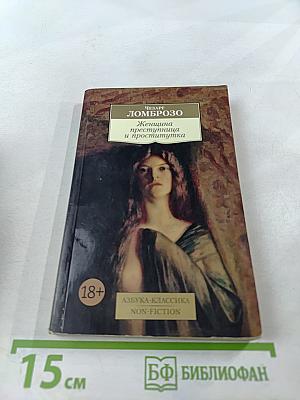 Чезаре
ЛОМБРОЗО
Женщина
преступница
и проститутка
18+
АЗБУКА-КЛАССИКА
NON-FICTION
15 см
БФ БИБЛИОФАН